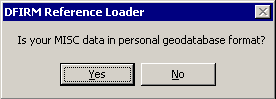 DFIRM Reference Loader
Is your MISC data in personal geodatabase format?
Yes No